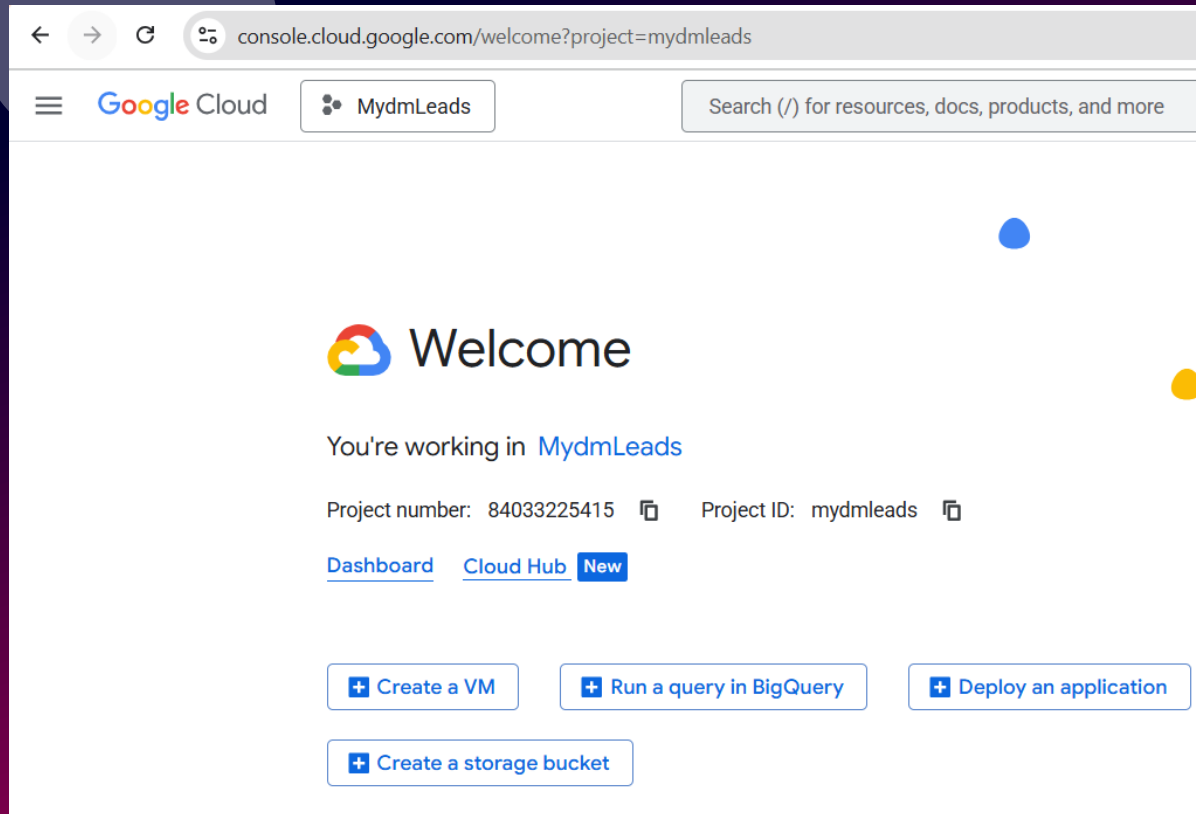 console.cloud.google.com/welcome?project=mydmleads
Google Cloud MydmLeads Search (/) for resources, docs, products, and more
Welcome
You're working in MydmLeads
Project number: 84033225415 Project ID: mydmleads
Dashboard Cloud Hub New
Create a VM Run a query in BigQuery Deploy an application
Create a storage bucket